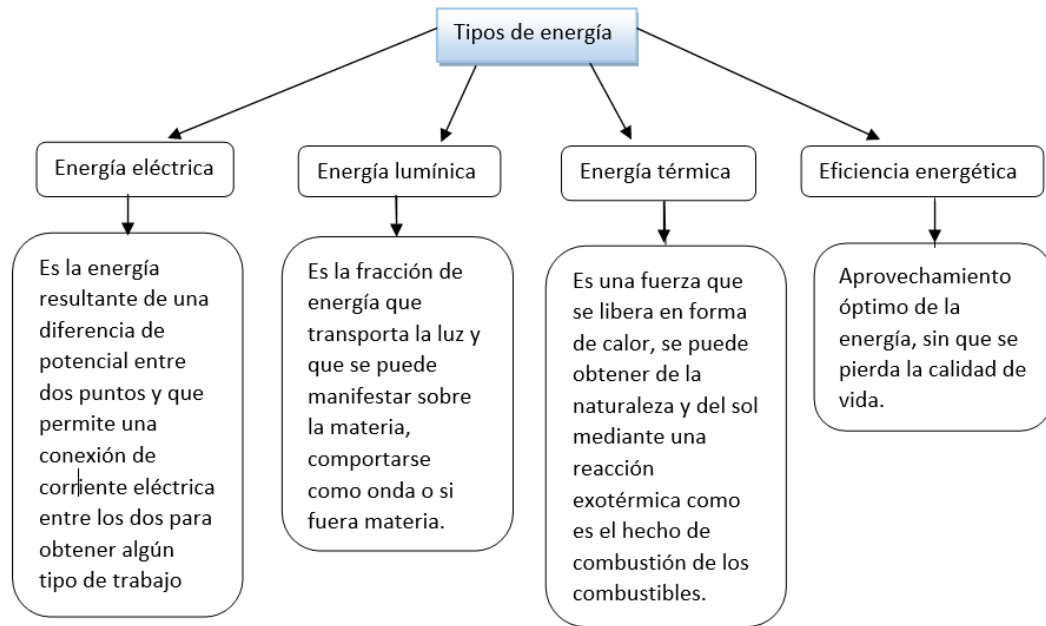 Tipos de energía
Energía eléctrica
Energía lumínica
Energía térmica
Eficiencia energética
Es la energía
resultante de una
diferencia de
potencial entre
dos puntos y que
permite una
conexión de
corriente eléctrica
entre los dos para
obtener algún
tipo de trabajo
Es la fracción de
energía que
transporta la luz y
que se puede
manifestar sobre
la materia,
comportarse
como onda o si
fuera materia.
Es una fuerza que
se libera en forma
de calor, se puede
obtener de la
naturaleza y del sol
mediante una
reacción
exotérmica como
es el hecho de
combustión de los
combustibles.
Aprovechamiento
óptimo de la
energía, sin que se
pierda la calidad de
vida.